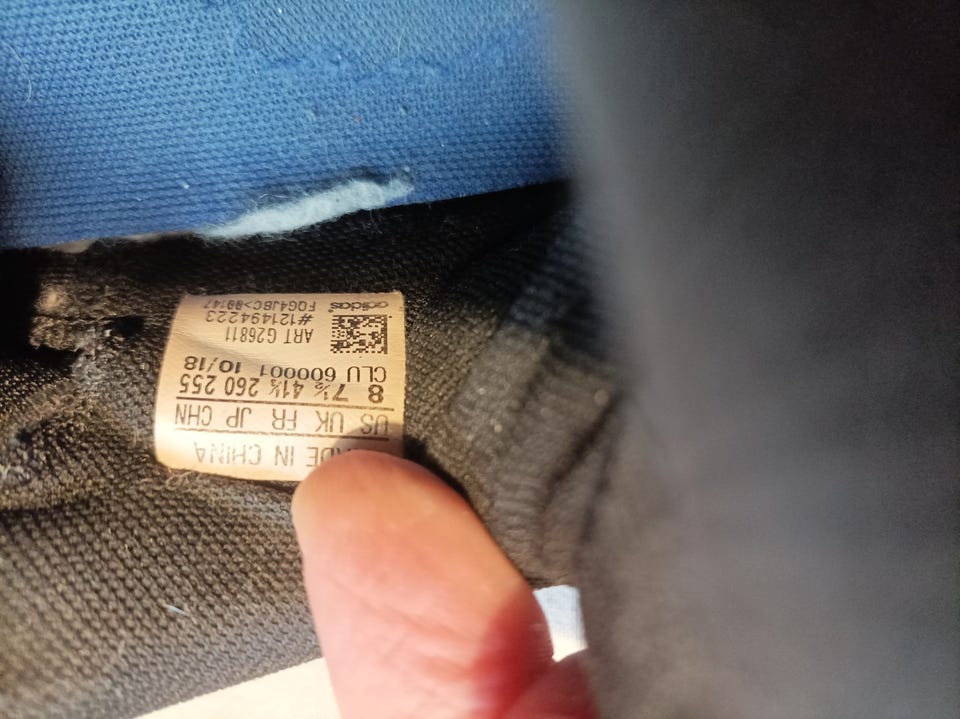 ADE IN CHINA
US UK FR JP CHN
8 7½ 41⅓ 260 255
CLU 600001 10/18
ART G26811
#121494223
adidas